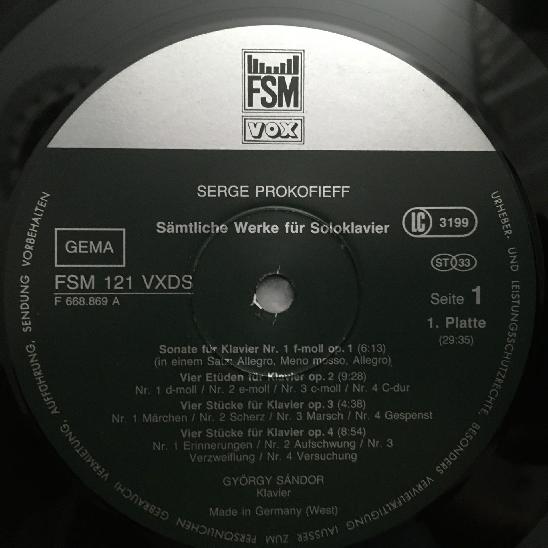 FSM
VOX
SERGE PROKOFIEFF
Sämtliche Werke für Soloklavier
LC 3199
GEMA
ST 33
FSM 121 VXDS
F 668.869 A
Seite 1
1. Platte
(29:35)
Sonate für Klavier Nr. 1 f-moll op. 1 (6:13)
(in einem Satz: Allegro, Meno mosso, Allegro)
Vier Etüden für Klavier op. 2 (9:28)
Nr. 1 d-moll / Nr. 2 e-moll / Nr. 3 c-moll / Nr. 4 C-dur
Vier Stücke für Klavier op. 3 (4:38)
Nr. 1 Märchen / Nr. 2 Scherz / Nr. 3 Marsch / Nr. 4 Gespenst
Vier Stücke für Klavier op. 4 (8:54)
Nr. 1 Erinnerungen / Nr. 2 Aufschwung / Nr. 3
Verzweiflung / Nr. 4 Versuchung
GYÖRGY SÁNDOR
Klavier
Made in Germany (West)
URHEBER- UND LEISTUNGSSCHUTZRECHTE, BESONDERS VERVIELFÄLTIGUNG (AUSSER ZUM PERSÖNLICHEN GEBRAUCH) VERMIETUNG, AUFFÜHRUNG, SENDUNG VORBEHALTEN